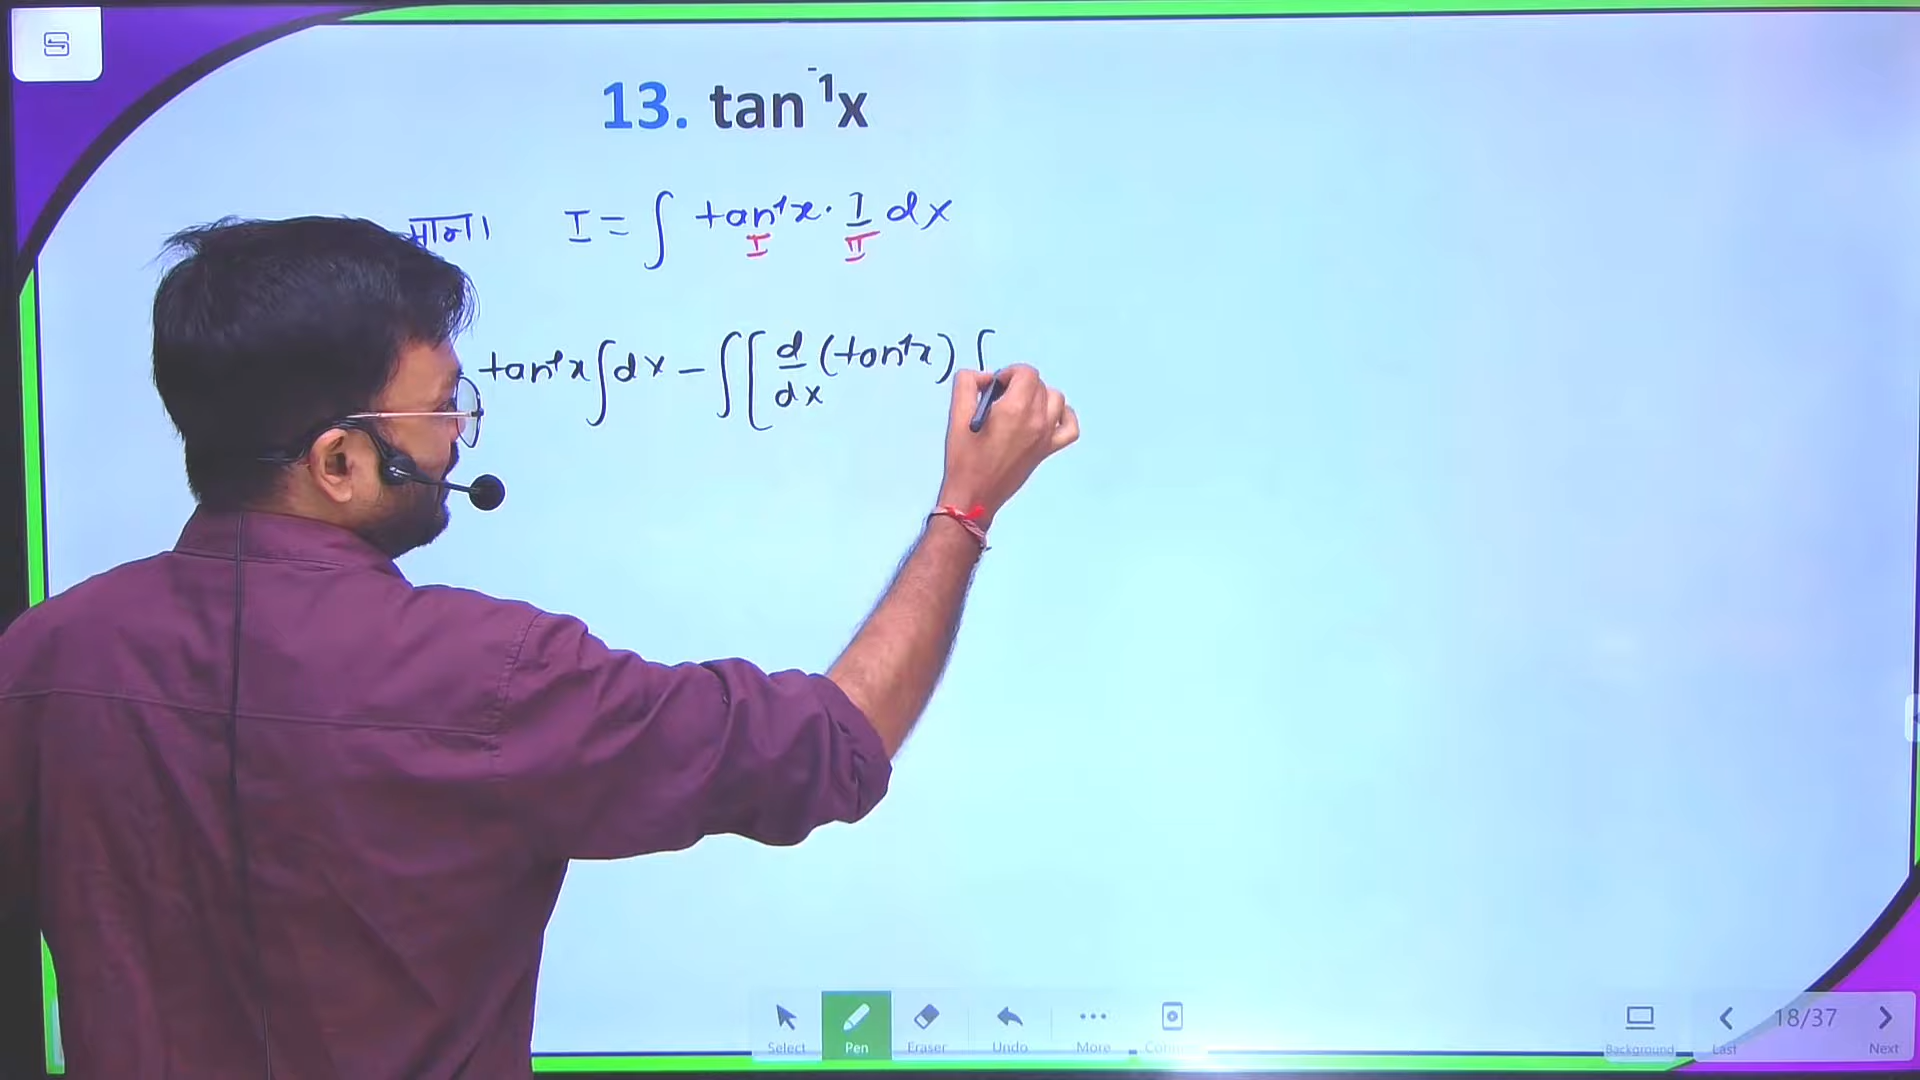 13. tan⁻¹x
माना I = ∫ tan⁻¹x · 1 dx
I II
tan⁻¹x ∫dx − ∫[ d/dx (tan⁻¹x) ∫
Select Pen Eraser Undo More
Background Last 18/37 Next